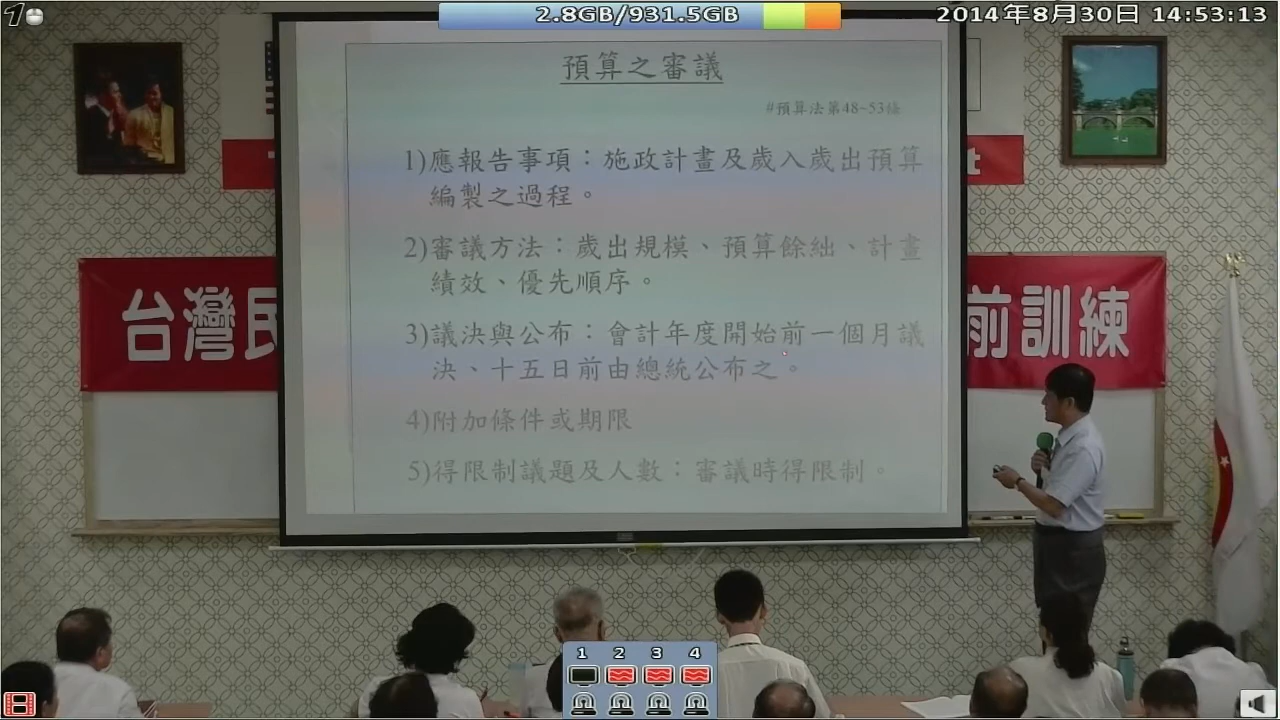 2.8GB/931.5GB
2014年8月30日 14:53:13
預算之審議
#預算法第48~53條
1)應報告事項：施政計畫及歲入歲出預算
編製之過程。
2)審議方法：歲出規模、預算餘絀、計畫
績效、優先順序。
3)議決與公布：會計年度開始前一個月議
決、十五日前由總統公布之。
4)附加條件或期限
5)得限制議題及人數：審議時得限制。
t
台灣民
前訓練
1 2 3 4